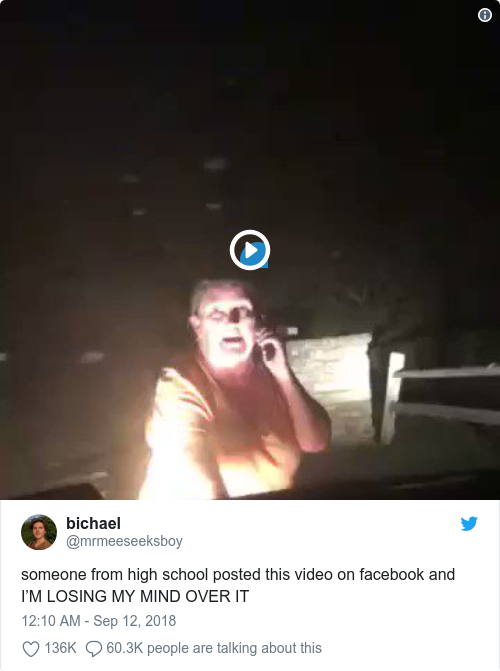 bichael
@mrmeeseeksboy
someone from high school posted this video on facebook and
I’M LOSING MY MIND OVER IT
12:10 AM - Sep 12, 2018
136K 60.3K people are talking about this